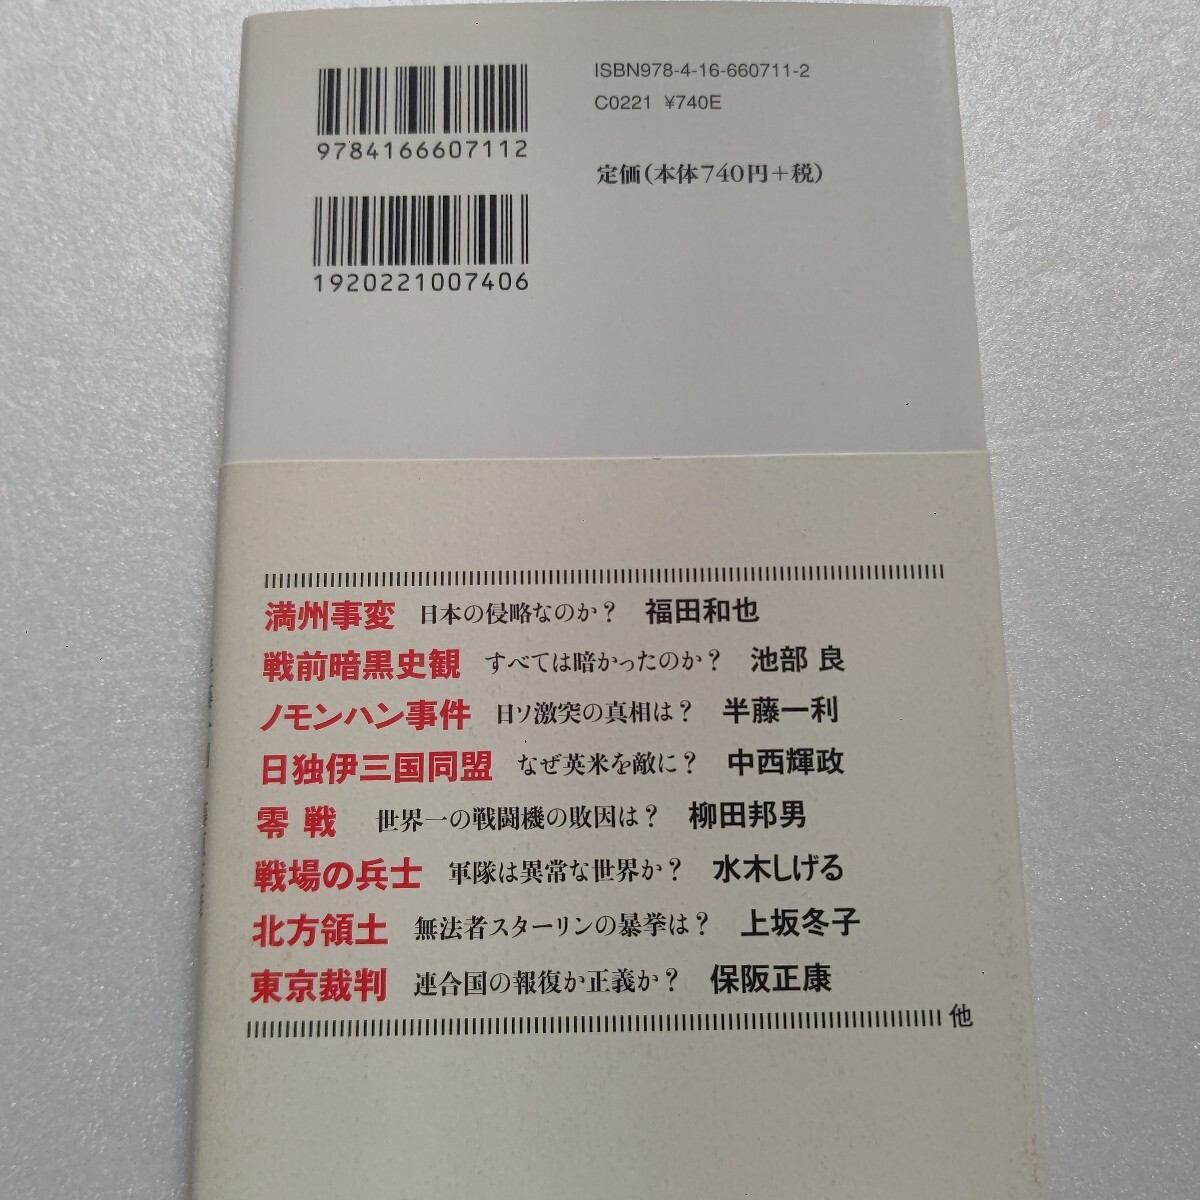 ISBN978-4-16-660711-2
C0221 ¥740E
定価(本体740円+税)
9784166607112
1920221007406
満州事変 日本の侵略なのか? 福田和也
戦前暗黒史観 すべては暗かったのか? 池部 良
ノモンハン事件 日ソ激突の真相は? 半藤一利
日独伊三国同盟 なぜ英米を敵に? 中西輝政
零 戦 世界一の戦闘機の敗因は? 柳田邦男
戦場の兵士 軍隊は異常な世界か? 水木しげる
北方領土 無法者スターリンの暴挙は? 上坂冬子
東京裁判 連合国の報復か正義か? 保阪正康
他